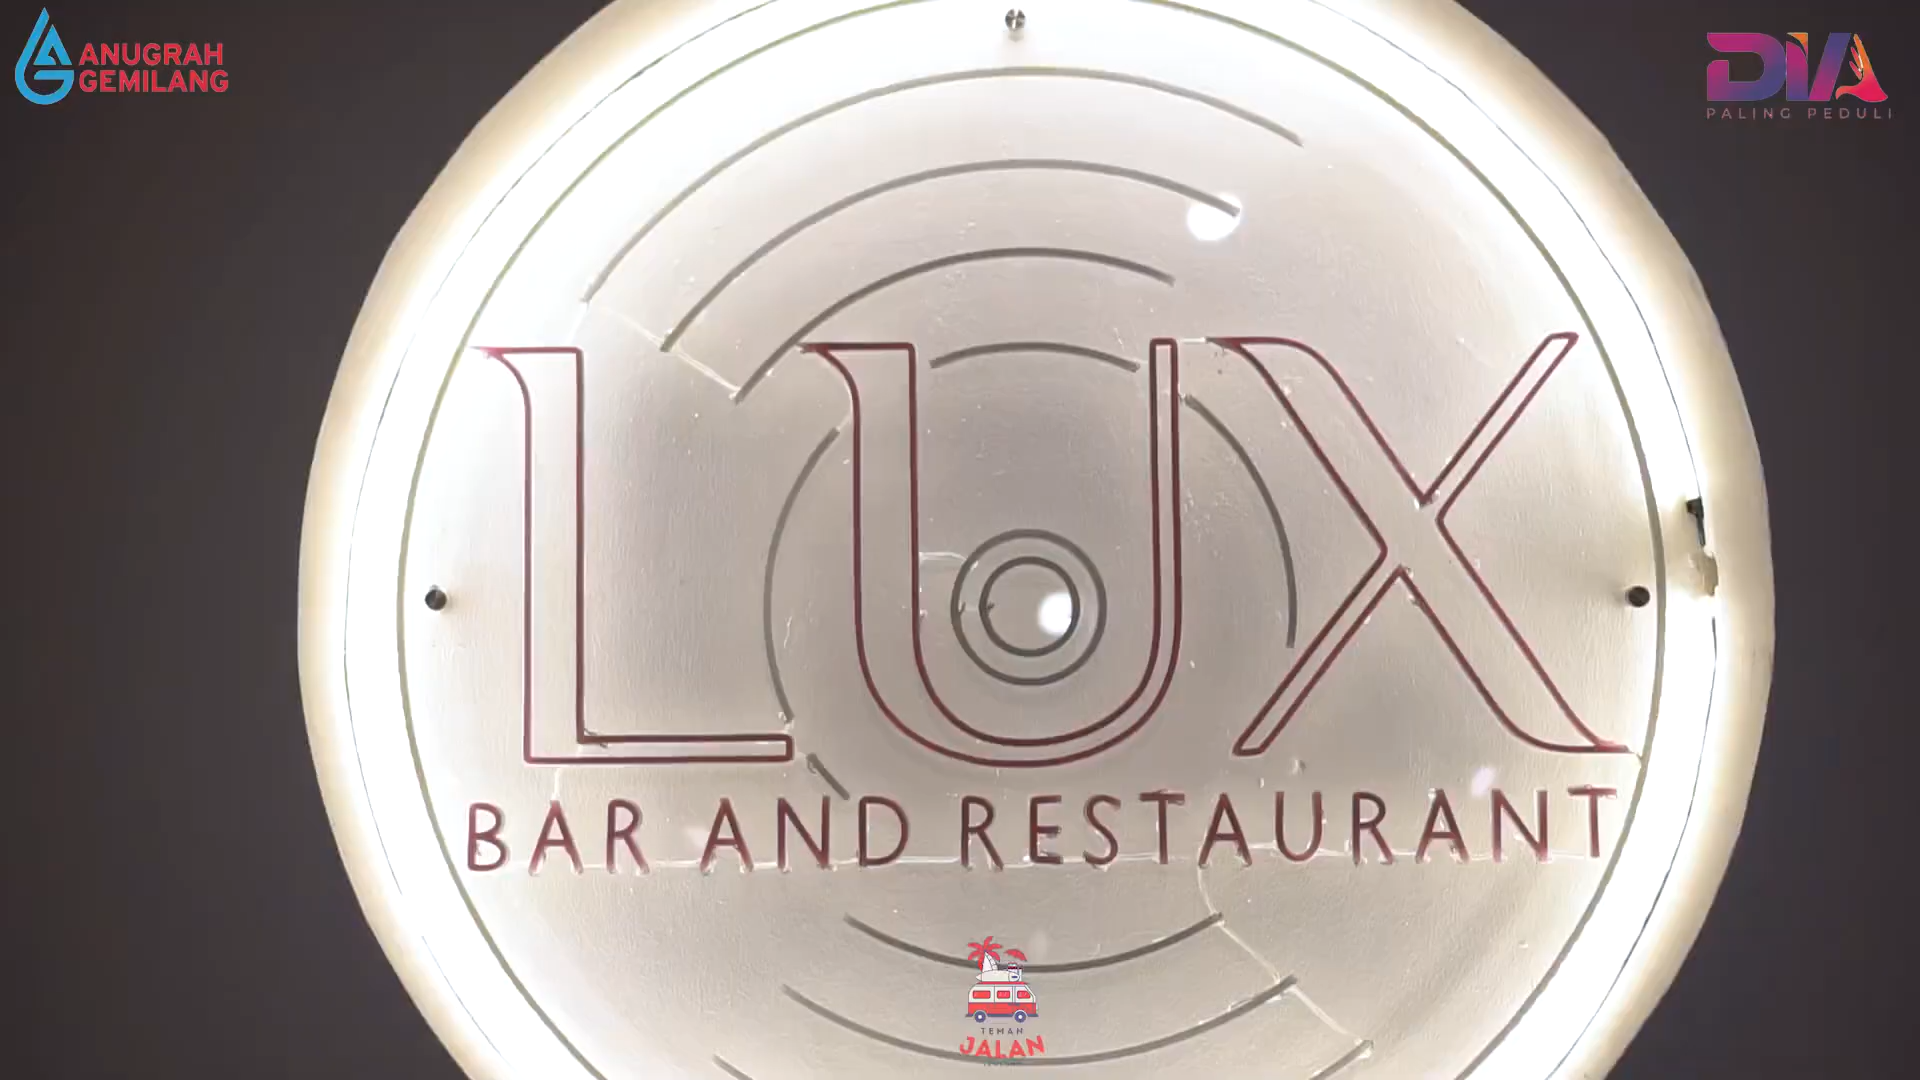 ANUGRAH
GEMILANG
DIA
PALING PEDULI
LUX
BAR AND RESTAURANT
TEMAN
JALAN